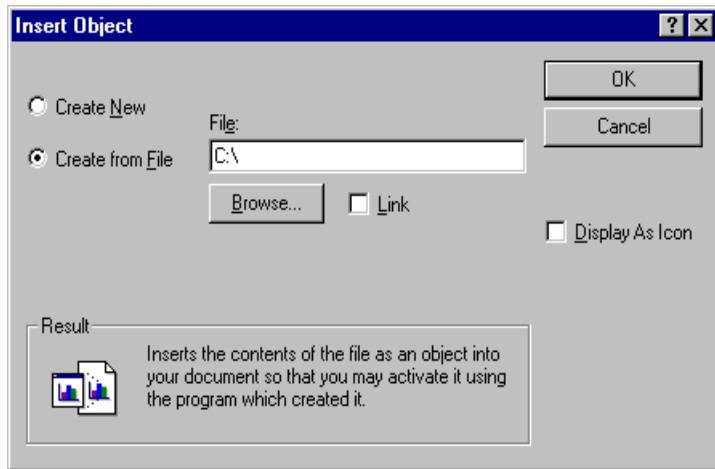 Insert Object
OK
Create New
File:
Cancel
Create from File
C:\
Browse...
Link
Display As Icon
Result
Inserts the contents of the file as an object into
your document so that you may activate it using
the program which created it.